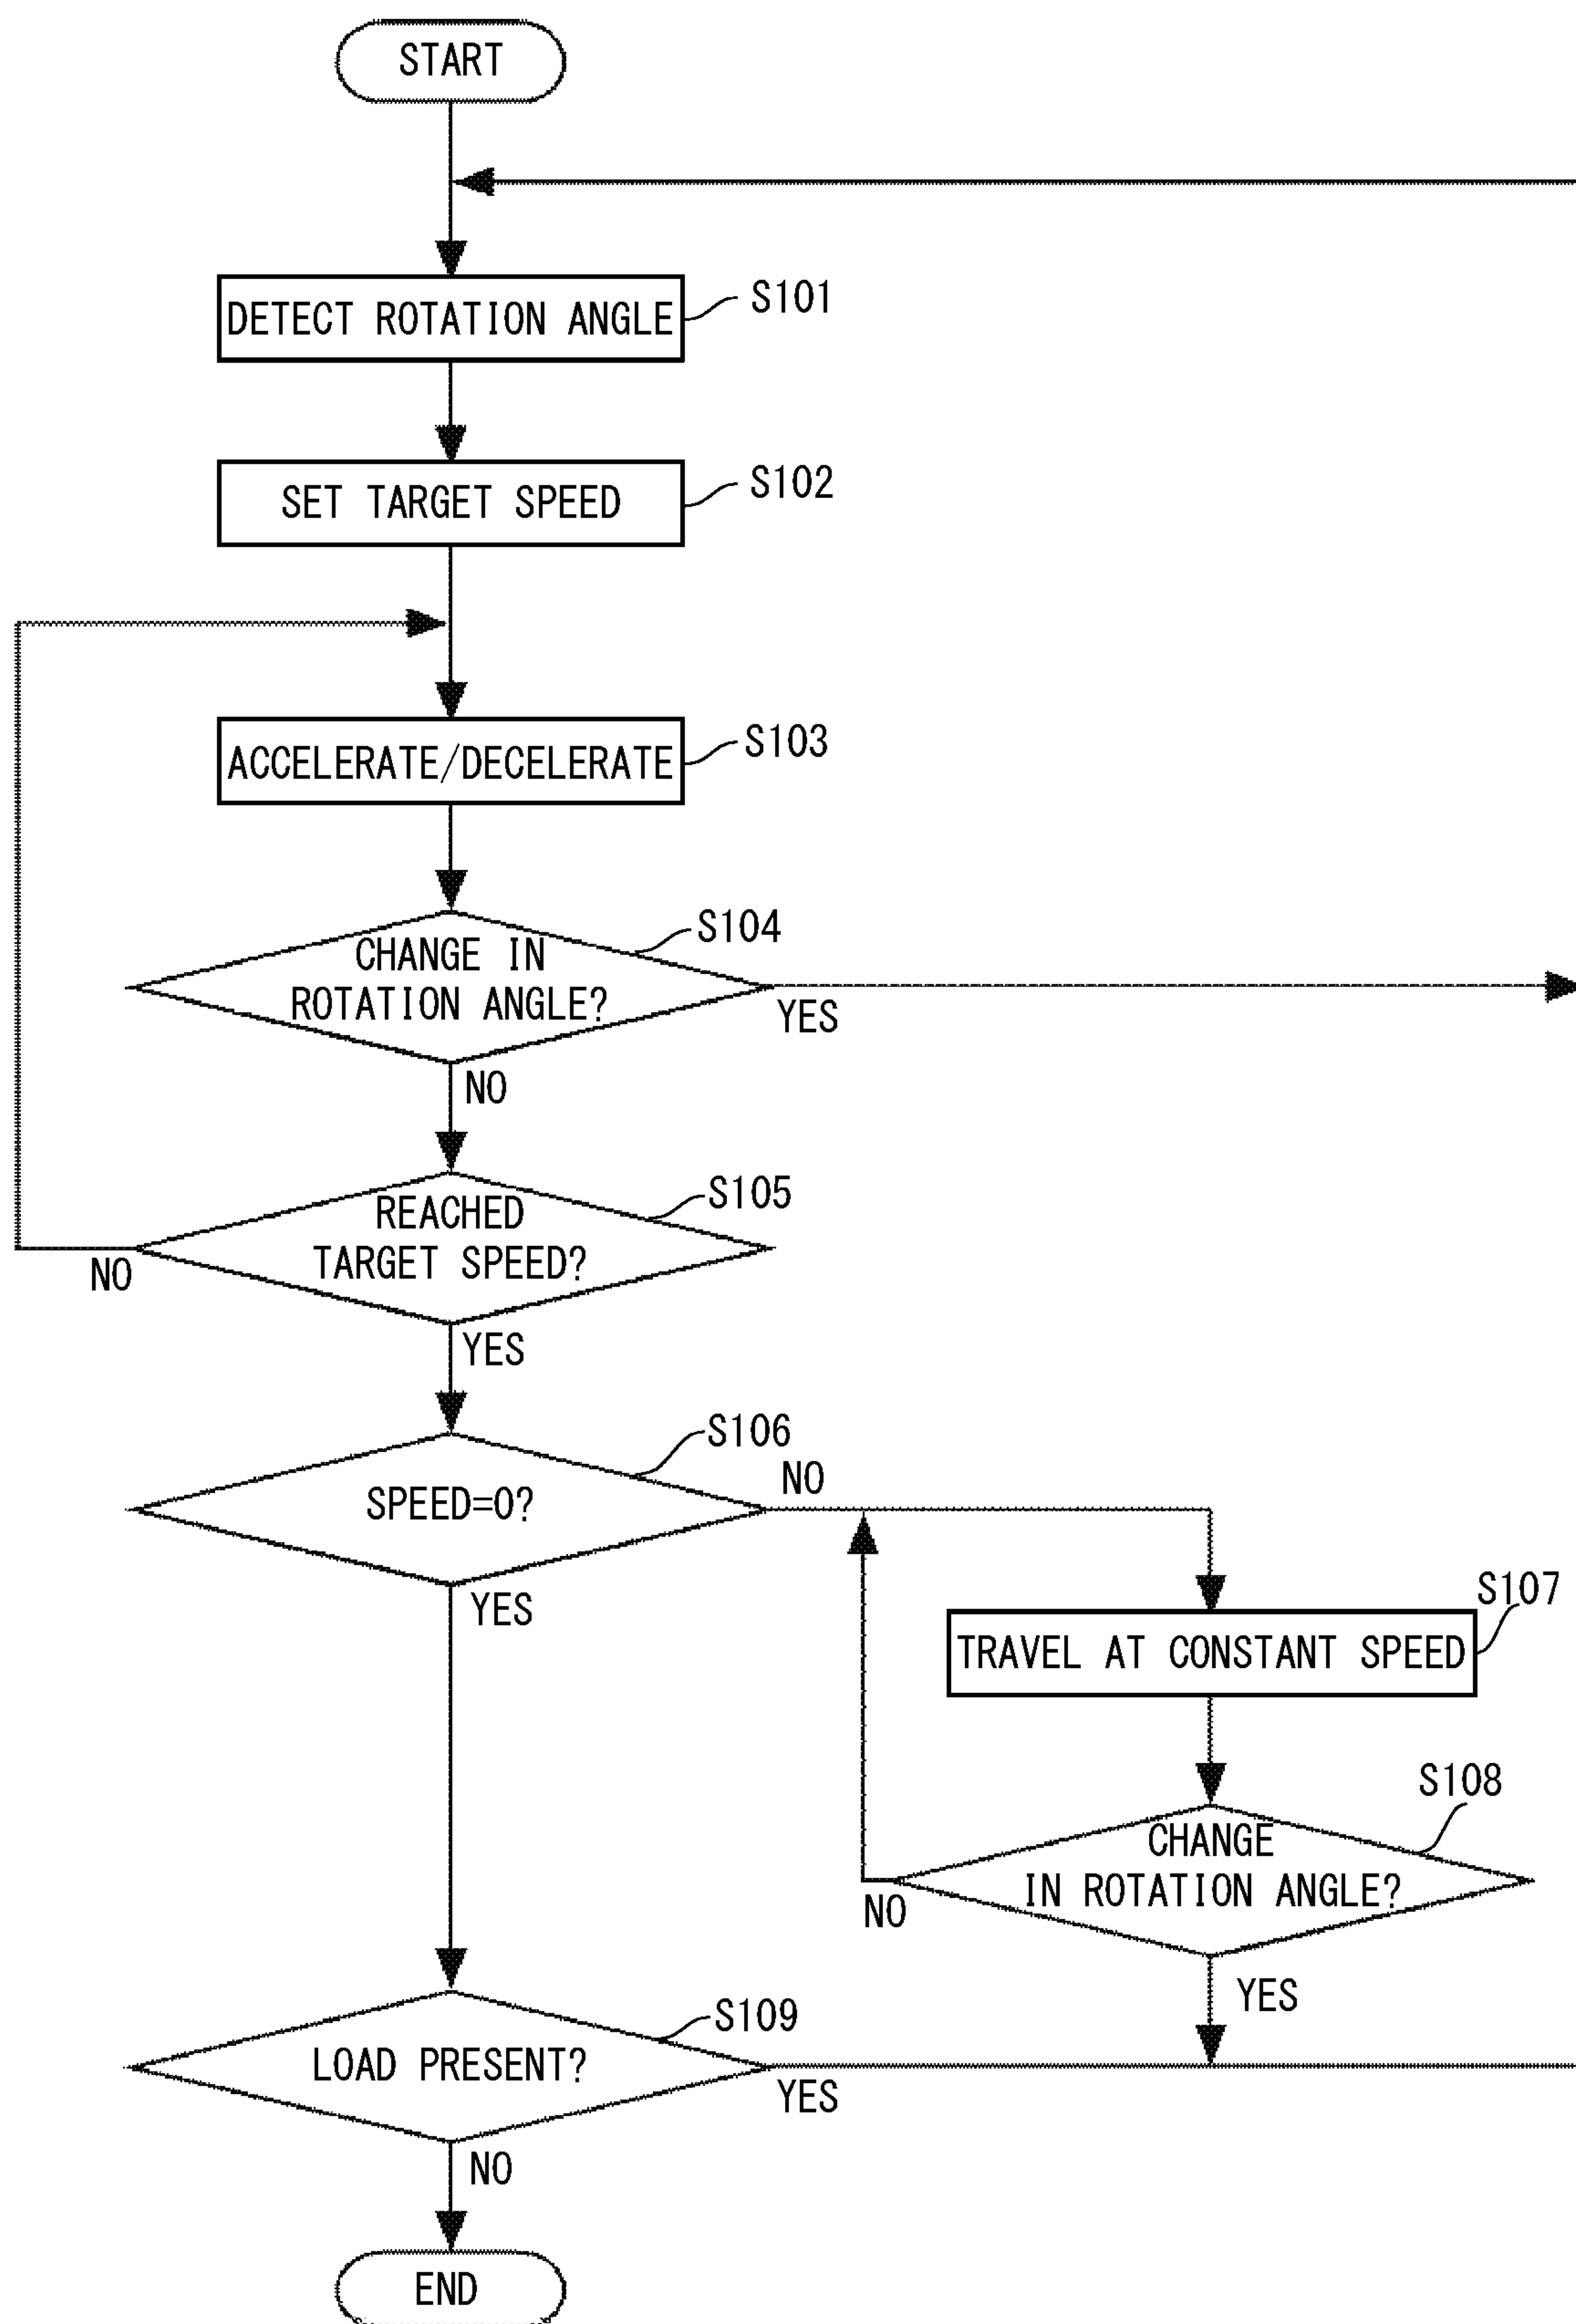 START
DETECT ROTATION ANGLE
S101
SET TARGET SPEED
S102
ACCELERATE/DECELERATE
S103
CHANGE IN
ROTATION ANGLE?
S104
YES
NO
REACHED
TARGET SPEED?
S105
NO
YES
SPEED=0?
S106
NO
YES
TRAVEL AT CONSTANT SPEED
S107
CHANGE
IN ROTATION ANGLE?
S108
NO
YES
LOAD PRESENT?
S109
YES
NO
END